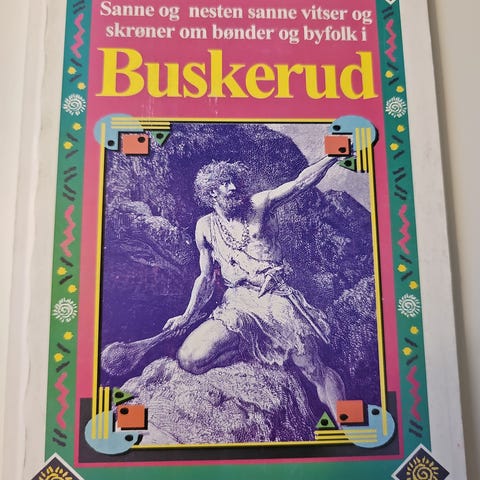 Sanne og nesten sanne vitser og
skrøner om bønder og byfolk i
Buskerud